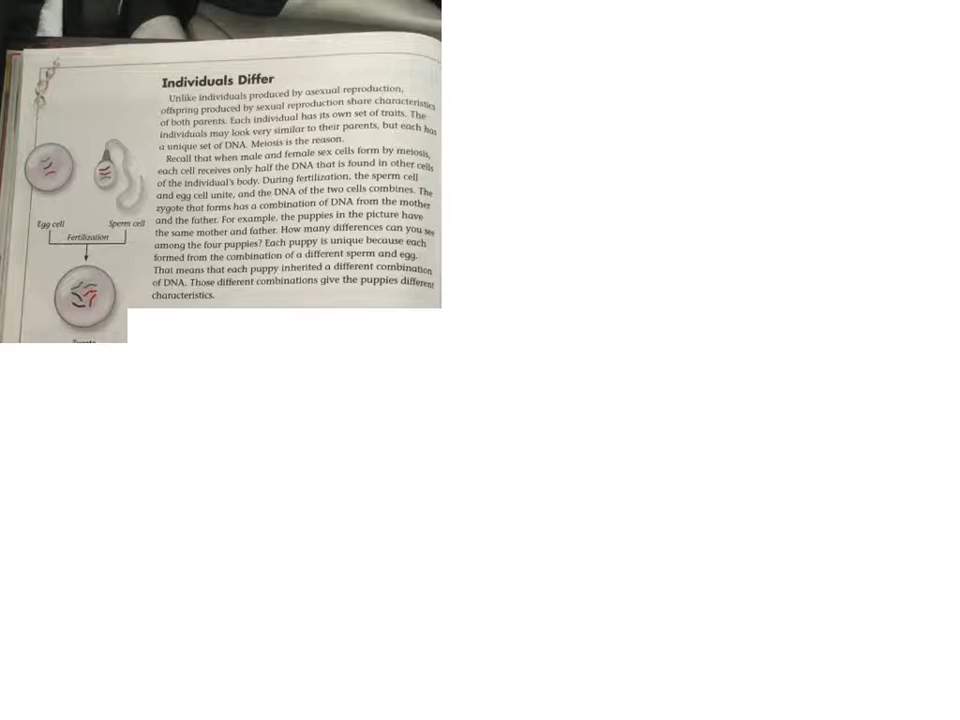 Individuals Differ
Unlike individuals produced by asexual reproduction,
offspring produced by sexual reproduction share characteristics
of both parents. Each individual has its own set of traits. The
individuals may look very similar to their parents, but each has
a unique set of DNA. Meiosis is the reason.
Recall that when male and female sex cells form by meiosis,
each cell receives only half the DNA that is found in other cells
of the individual's body. During fertilization, the sperm cell
and egg cell unite, and the DNA of the two cells combines. The
zygote that forms has a combination of DNA from the mother
and the father. For example, the puppies in the picture have
the same mother and father. How many differences can you see
among the four puppies? Each puppy is unique because each
formed from the combination of a different sperm and egg.
That means that each puppy inherited a different combination
of DNA. Those different combinations give the puppies different
characteristics.
Egg cell
Sperm cell
Fertilization